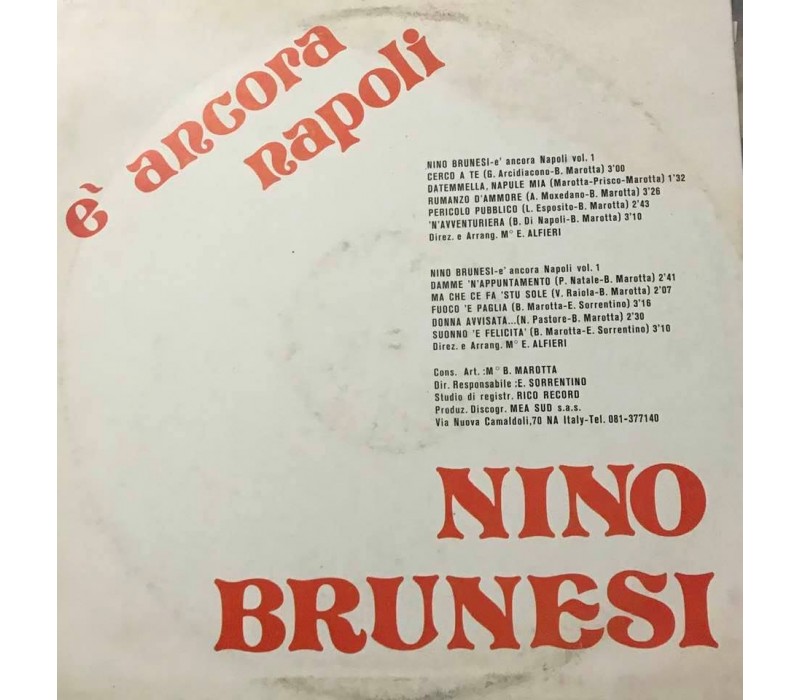 e' ancora
napoli
NINO BRUNESI-e' ancora Napoli vol. 1
CERCO A TE (G. Arcidiacono-B. Marotta) 3'00
DATEMMELLA, NAPULE MIA (Marotta-Prisco-Marotta) 1'32
RUMANZO D'AMMORE (A. Moxedano-B. Marotta) 3'26
PERICOLO PUBBLICO (L. Esposito-B. Marotta) 2'43
'N'AVVENTURIERA (B. Di Napoli-B. Marotta) 3'10
Direz. e Arrang. M° E. ALFIERI
NINO BRUNESI-e' ancora Napoli vol. 1
DAMME 'N'APPUNTAMENTO (P. Natale-B. Marotta) 2'41
MA CHE CE FA 'STU SOLE (V. Raiola-B. Marotta) 2'07
FUOCO 'E PAGLIA (B. Marotta-E. Sorrentino) 3'16
DONNA AVVISATA...(N. Pastore-B. Marotta) 2'30
SUONNO 'E FELICITA' (B. Marotta-E. Sorrentino) 3'10
Direz. e Arrang. M° E. ALFIERI
Cons. Art. :M° B. MAROTTA
Dir. Responsabile :E. SORRENTINO
Studio di registr. RICO RECORD
Produz. Discogr. MEA SUD s.a.s.
Via Nuova Camaldoli,70 NA Italy-Tel. 081-377140
NINO
BRUNESI